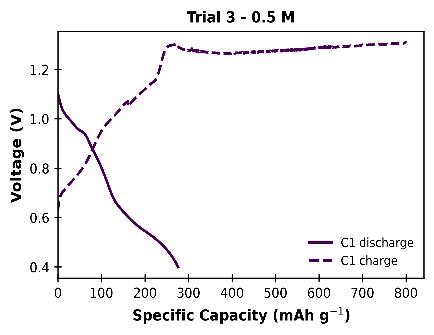 Trial 3 - 0.5 M
Voltage (V)
1.2
1.0
0.8
0.6
0.4
C1 discharge
C1 charge
0 100 200 300 400 500 600 700 800
Specific Capacity (mAh g⁻¹)